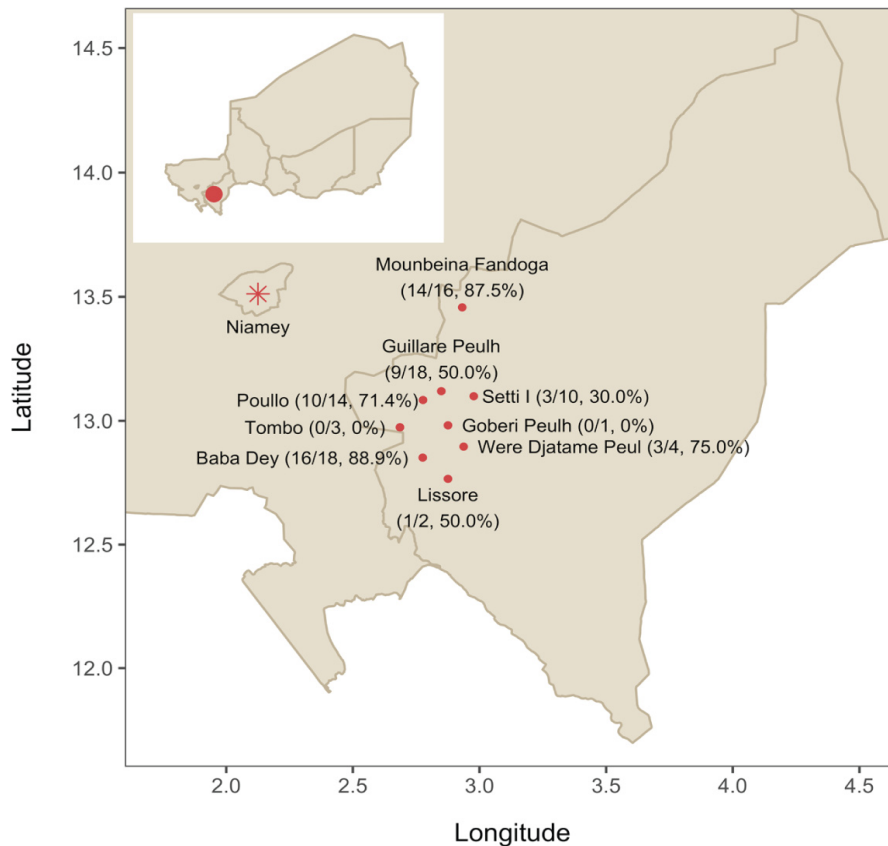 14.5
14.0
13.5
13.0
12.5
12.0
Latitude
Niamey
Mounbeina Fandoga
(14/16, 87.5%)
Guillare Peulh
(9/18, 50.0%)
Poullo (10/14, 71.4%)
Setti I (3/10, 30.0%)
Tombo (0/3, 0%)
Goberi Peulh (0/1, 0%)
Were Djatame Peul (3/4, 75.0%)
Baba Dey (16/18, 88.9%)
Lissore
(1/2, 50.0%)
2.0 2.5 3.0 3.5 4.0 4.5
Longitude